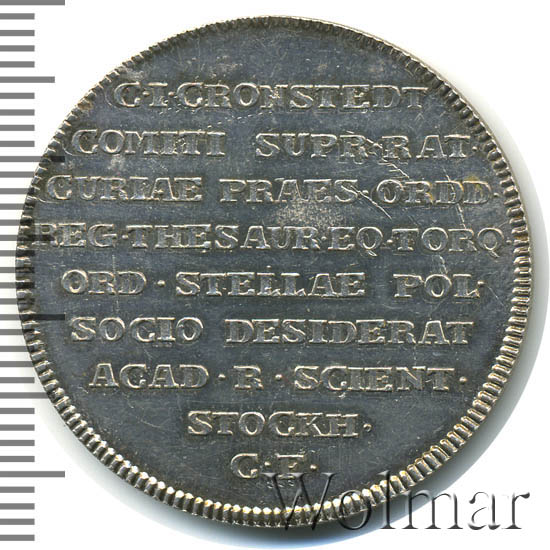 C·I·CRONSTEDT
COMITI SUPR·RAT·
CURIAE PRAES·ORDD
REG·THESAUR·EQ·TORQ
ORD·STELLAE POL·
SOCIO DESIDERAT
ACAD·R·SCIENT·
STOCKH·
C·F·
Wolmar